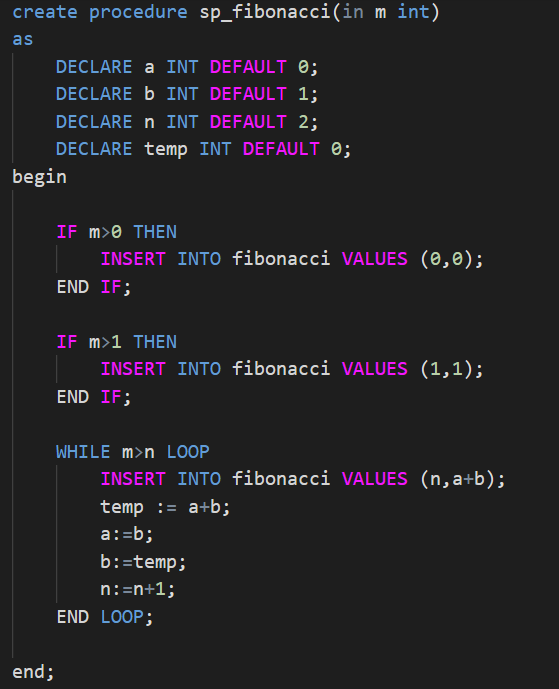 create procedure sp_fibonacci(in m int)
as
    DECLARE a INT DEFAULT 0;
    DECLARE b INT DEFAULT 1;
    DECLARE n INT DEFAULT 2;
    DECLARE temp INT DEFAULT 0;
begin

    IF m>0 THEN
        INSERT INTO fibonacci VALUES (0,0);
    END IF;

    IF m>1 THEN
        INSERT INTO fibonacci VALUES (1,1);
    END IF;

    WHILE m>n LOOP
        INSERT INTO fibonacci VALUES (n,a+b);
        temp := a+b;
        a:=b;
        b:=temp;
        n:=n+1;
    END LOOP;

end;